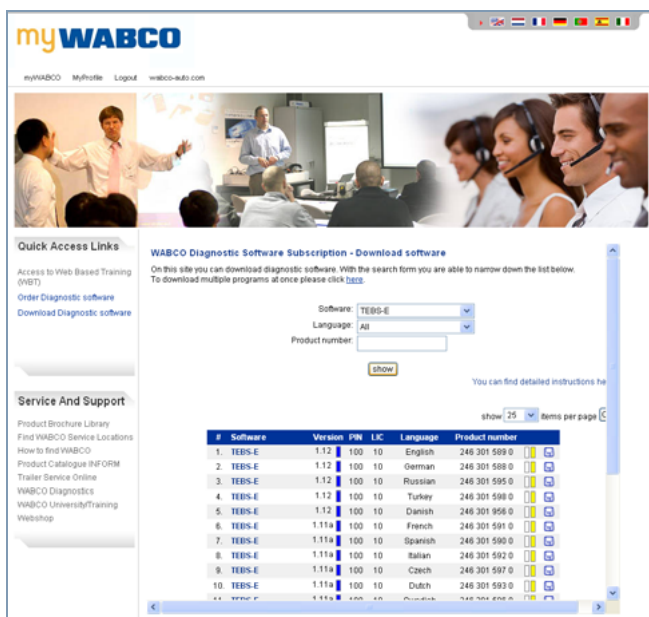 myWABCO
myWABCO MyProfile Logout wabco-auto.com
Quick Access Links
Access to Web Based Training
(WBT)
Order Diagnostic software
Download Diagnostic software
Service And Support
Product Brochure Library
Find WABCO Service Locations
How to find WABCO
Product Catalogue INFORM
Trailer Service Online
WABCO Diagnostics
WABCO University/Training
Webshop
WABCO Diagnostic Software Subscription - Download software
On this site you can download diagnostic software. With the search form you are able to narrow down the list below.
To download multiple programs at once please click here.
Software: TEBS-E
Language: All
Product number:
show
You can find detailed instructions he
show 25 items per page
# Software Version PIN LIC Language Product number
1. TEBS-E 1.12 100 10 English 246 301 589 0
2. TEBS-E 1.12 100 10 German 246 301 588 0
3. TEBS-E 1.12 100 10 Russian 246 301 595 0
4. TEBS-E 1.12 100 10 Turkey 246 301 598 0
5. TEBS-E 1.12 100 10 Danish 246 301 956 0
6. TEBS-E 1.11a 100 10 French 246 301 591 0
7. TEBS-E 1.11a 100 10 Spanish 246 301 590 0
8. TEBS-E 1.11a 100 10 Italian 246 301 592 0
9. TEBS-E 1.11a 100 10 Czech 246 301 597 0
10. TEBS-E 1.11a 100 10 Dutch 246 301 593 0